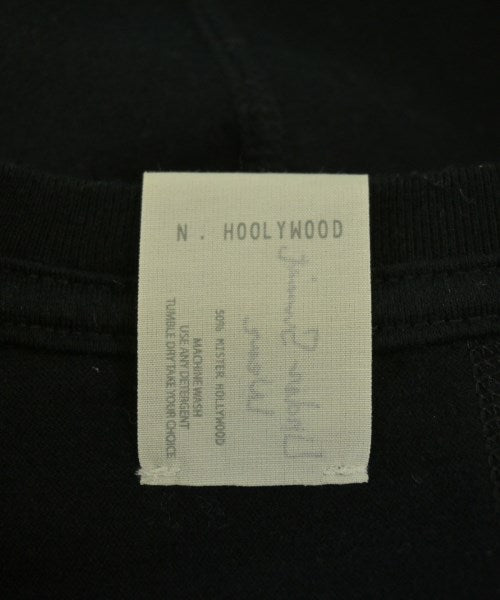 N. HOOLYWOOD
50% MISTER HOLLYWOOD
MACHINE WASH
USE ANY DETERGENT
TUMBLE DRY TAKE YOUR CHOICE